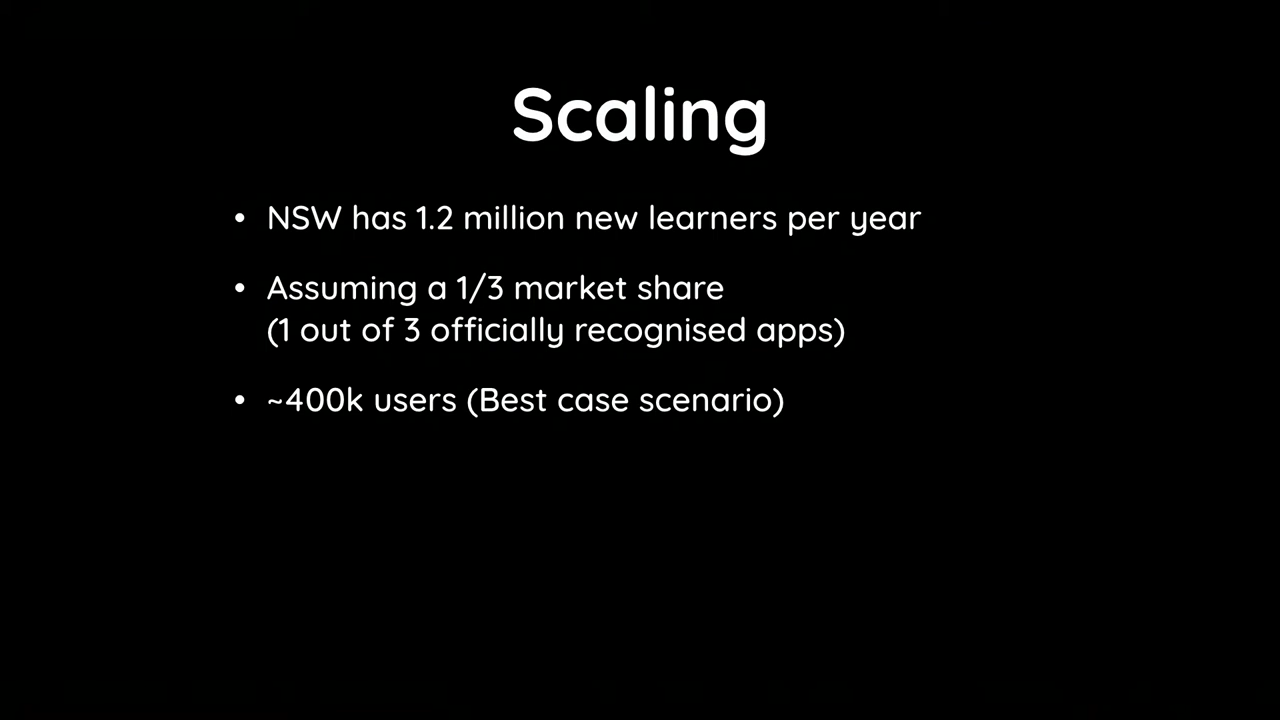 Scaling
• NSW has 1.2 million new learners per year
• Assuming a 1/3 market share
(1 out of 3 officially recognised apps)
• ~400k users (Best case scenario)